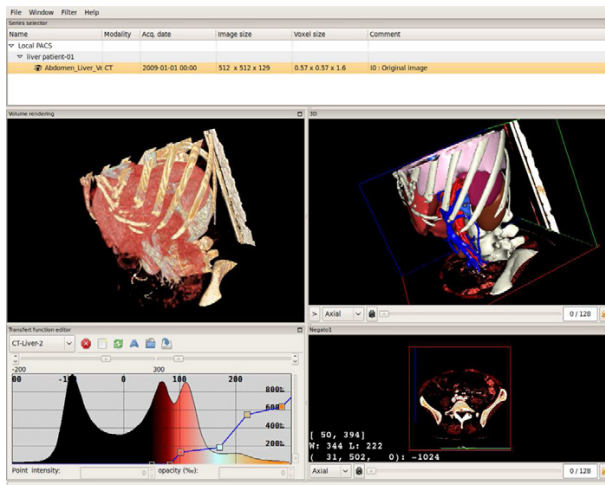 File Window Filter Help
Series selector
Name Modality Acq. date Image size Voxel size Comment
Local PACS
liver patient-01
Abdomen_Liver_Ve CT 2009-01-01 00:00 512 x 512 x 129 0.57 x 0.57 x 1.6 I0 : Original image
Volume rendering 3D
> Axial 0 / 128
Transfert function editor Negato1
CT-Liver-2
-200 300
00 -100 0 100 200
800‰
600‰
400‰
200‰
[ 50, 394]
W: 344 L: 222
( 31, 502, 0): -1024
Point intensity: 0 opacity (‰): 0
Axial 0 / 128